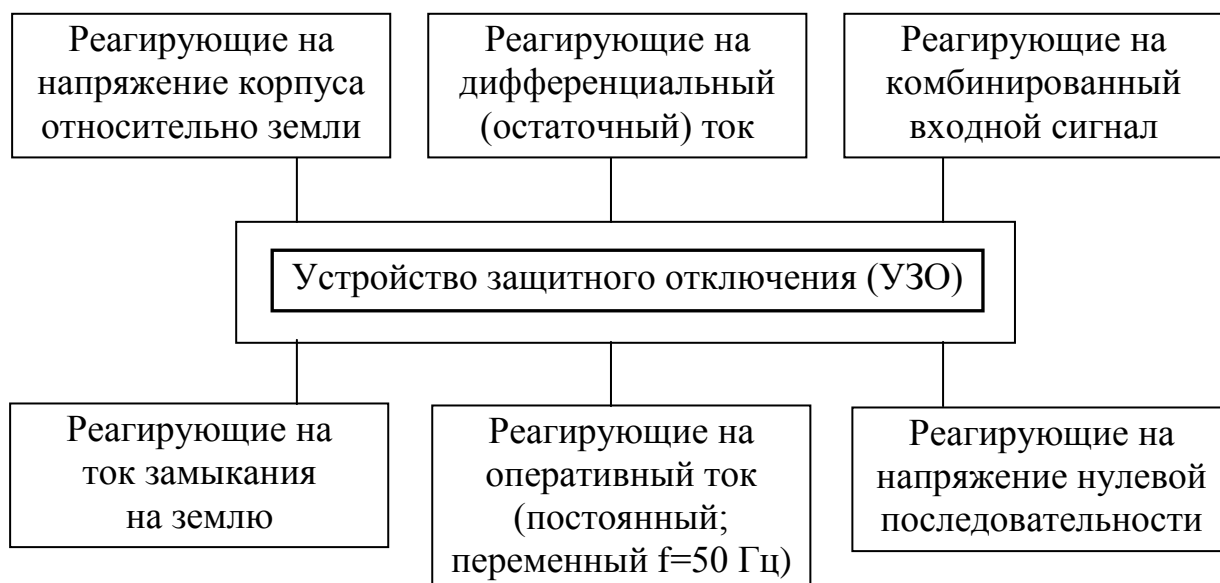 Реагирующие на
напряжение корпуса
относительно земли
Реагирующие на
дифференциальный
(остаточный) ток
Реагирующие на
комбинированный
входной сигнал
Устройство защитного отключения (УЗО)
Реагирующие на
ток замыкания
на землю
Реагирующие на
оперативный ток
(постоянный;
переменный f=50 Гц)
Реагирующие на
напряжение нулевой
последовательности